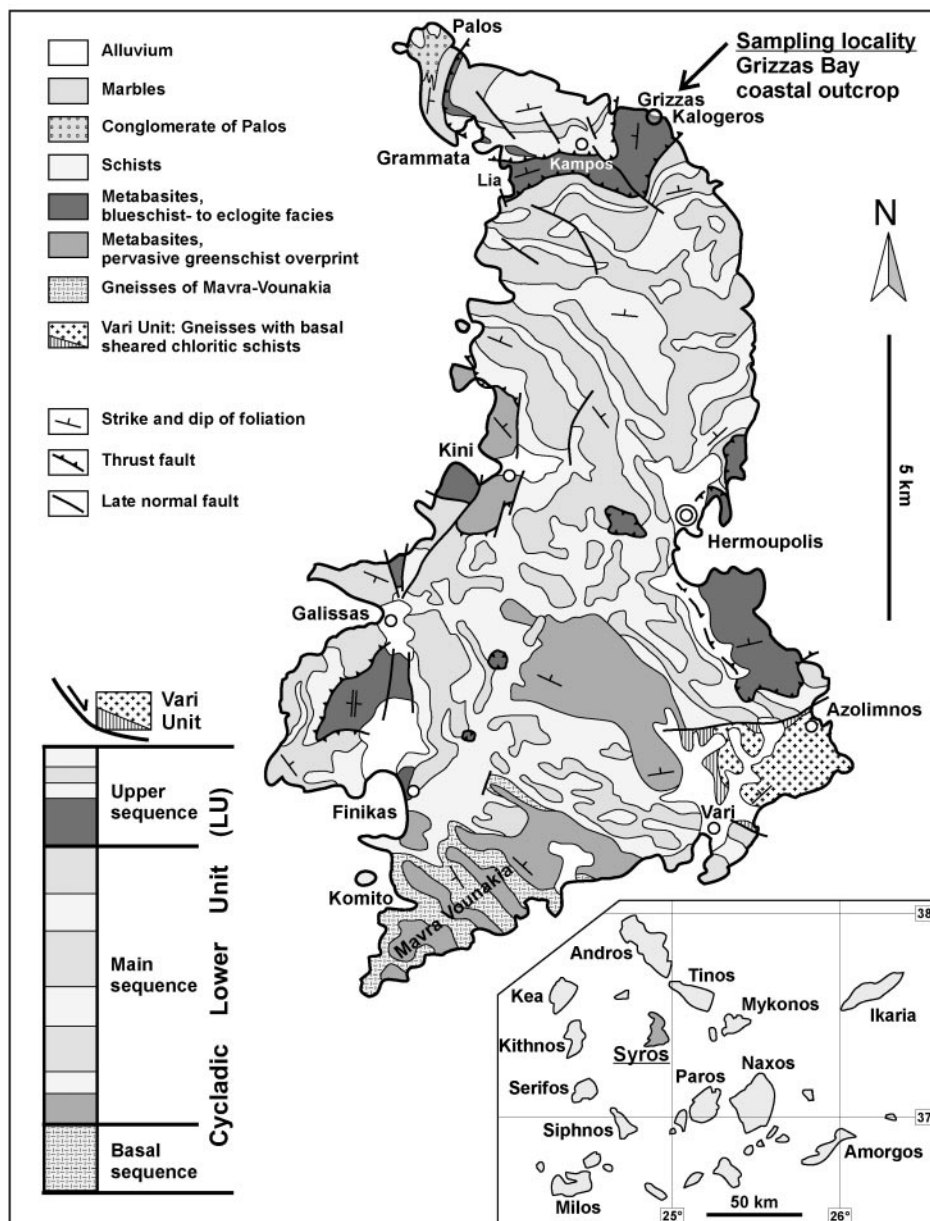 Alluvium
Marbles
Conglomerate of Palos
Schists
Metabasites,
blueschist- to eclogite facies
Metabasites,
pervasive greenschist overprint
Gneisses of Mavra-Vounakia
Vari Unit: Gneisses with basal
sheared chloritic schists
Strike and dip of foliation
Thrust fault
Late normal fault
Palos
Sampling locality
Grizzas Bay
coastal outcrop
Grizzas
Kalogeros
Grammata
Kampos
Lia
N
5 km
Kini
Hermoupolis
Galissas
Azolimnos
Finikas
Vari
Komito
Mavra Vounakia
Vari
Unit
Upper
sequence
Main
sequence
Basal
sequence
Cycladic Lower Unit (LU)
38
Andros
Tinos
Kea
Mykonos
Ikaria
Kithnos
Syros
Naxos
Paros
Serifos
37
Siphnos
Amorgos
Milos
50 km
25°
26°